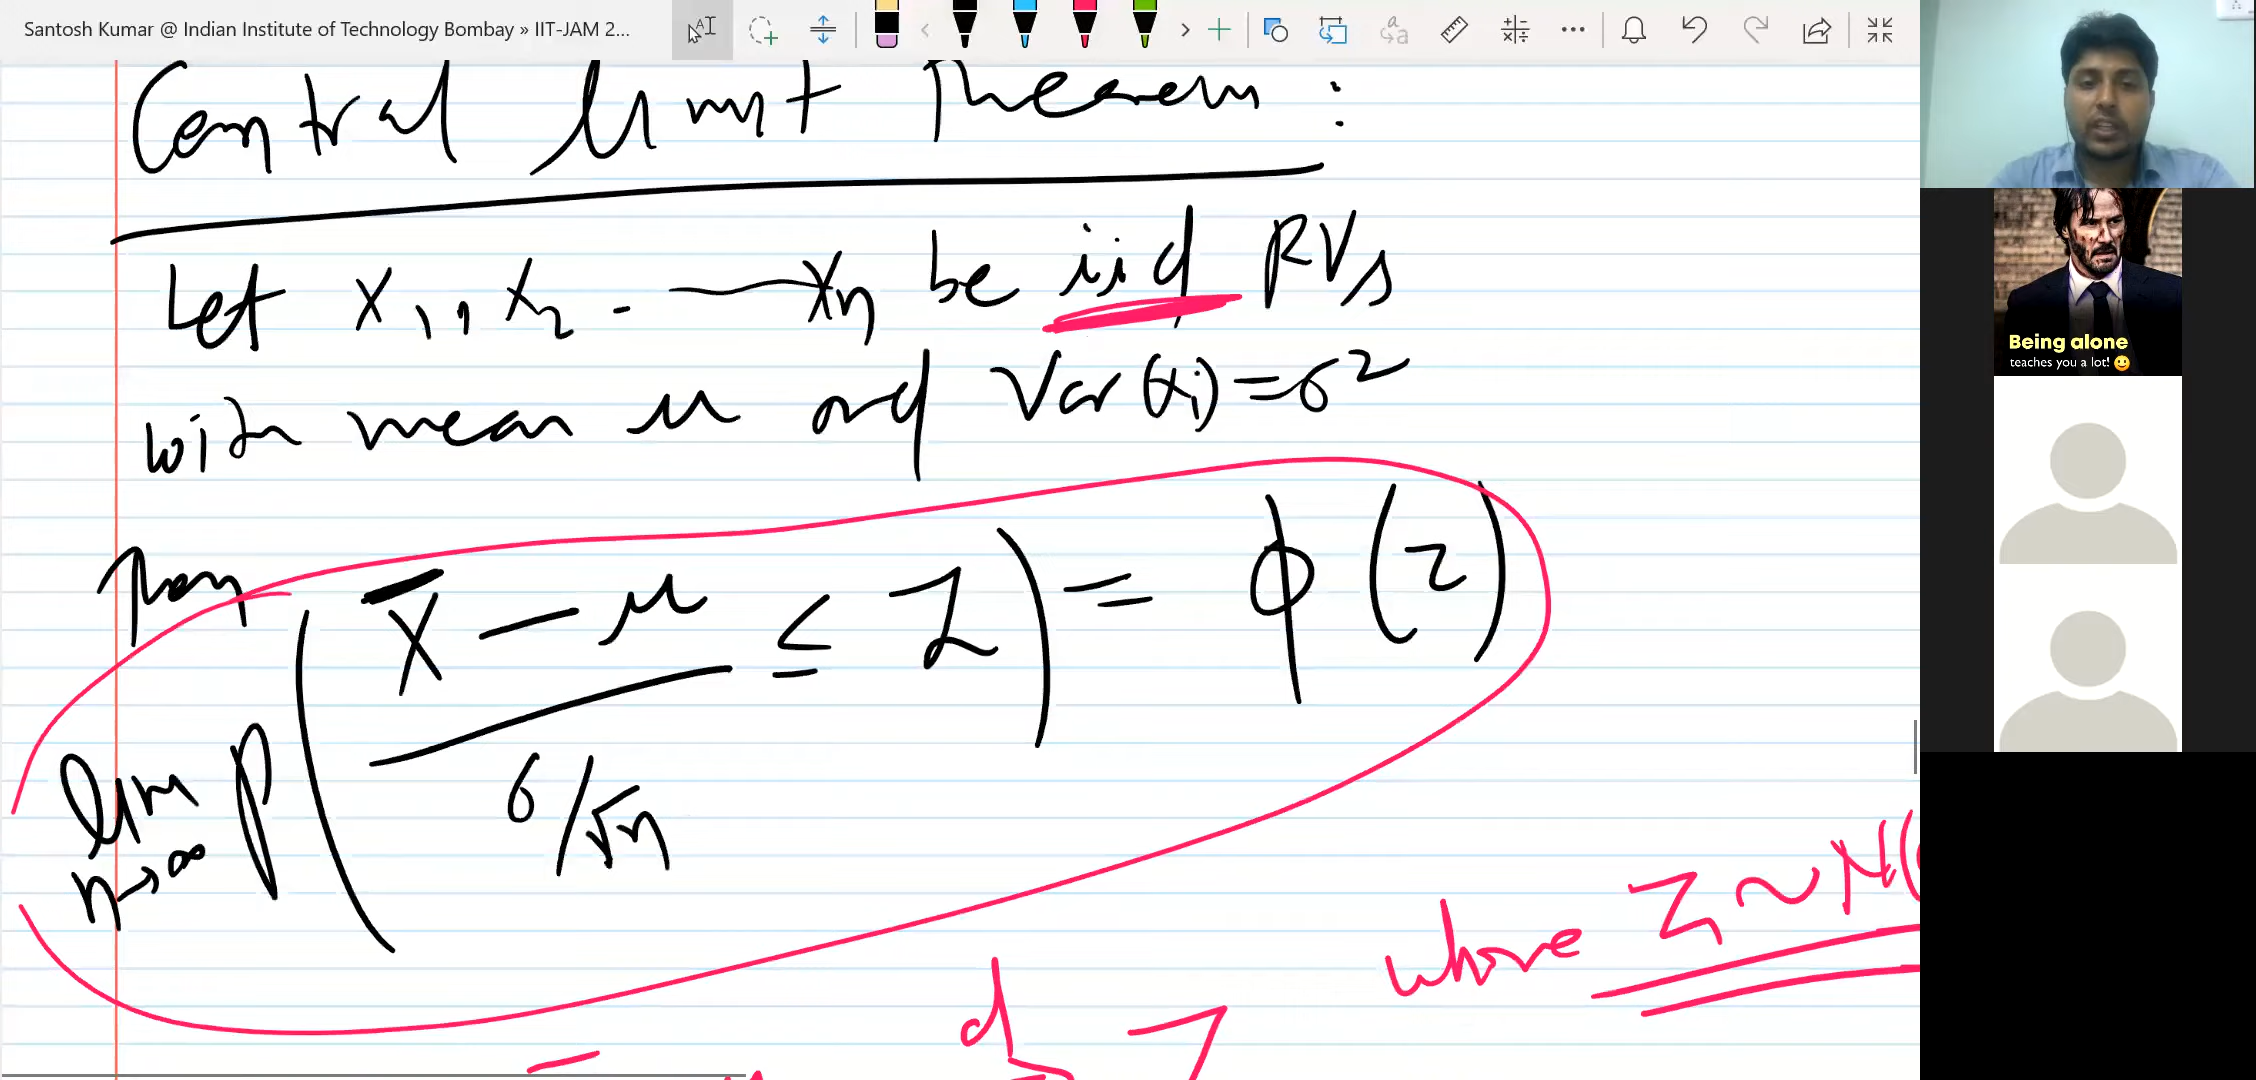 Santosh Kumar @ Indian Institute of Technology Bombay » IIT-JAM 2...
Central limit Theorem :
Let X₁, X₂ . — Xn be iid RVs
with mean μ and Var(Xi) = σ²
Then
lim n→∞ P( (X̄ − μ)/(σ/√n) ≤ Z ) = ϕ(z)
where Z ~ N(
d
Z
Being alone
teaches you a lot!